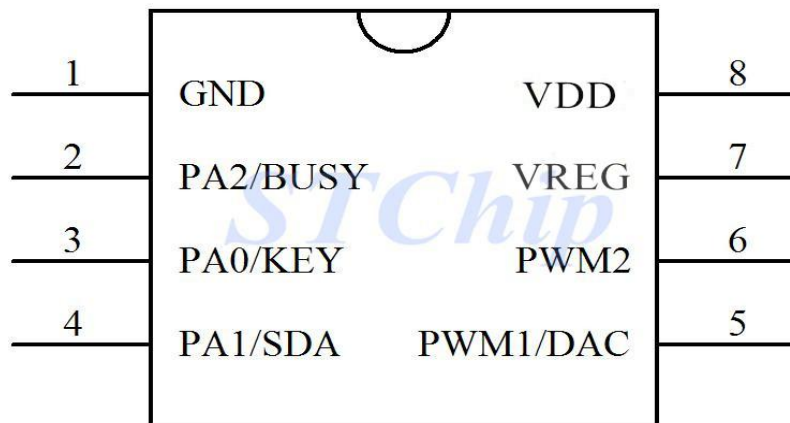 1 GND VDD 8
2 PA2/BUSY VREG 7
STChip
3 PA0/KEY PWM2 6
4 PA1/SDA PWM1/DAC 5